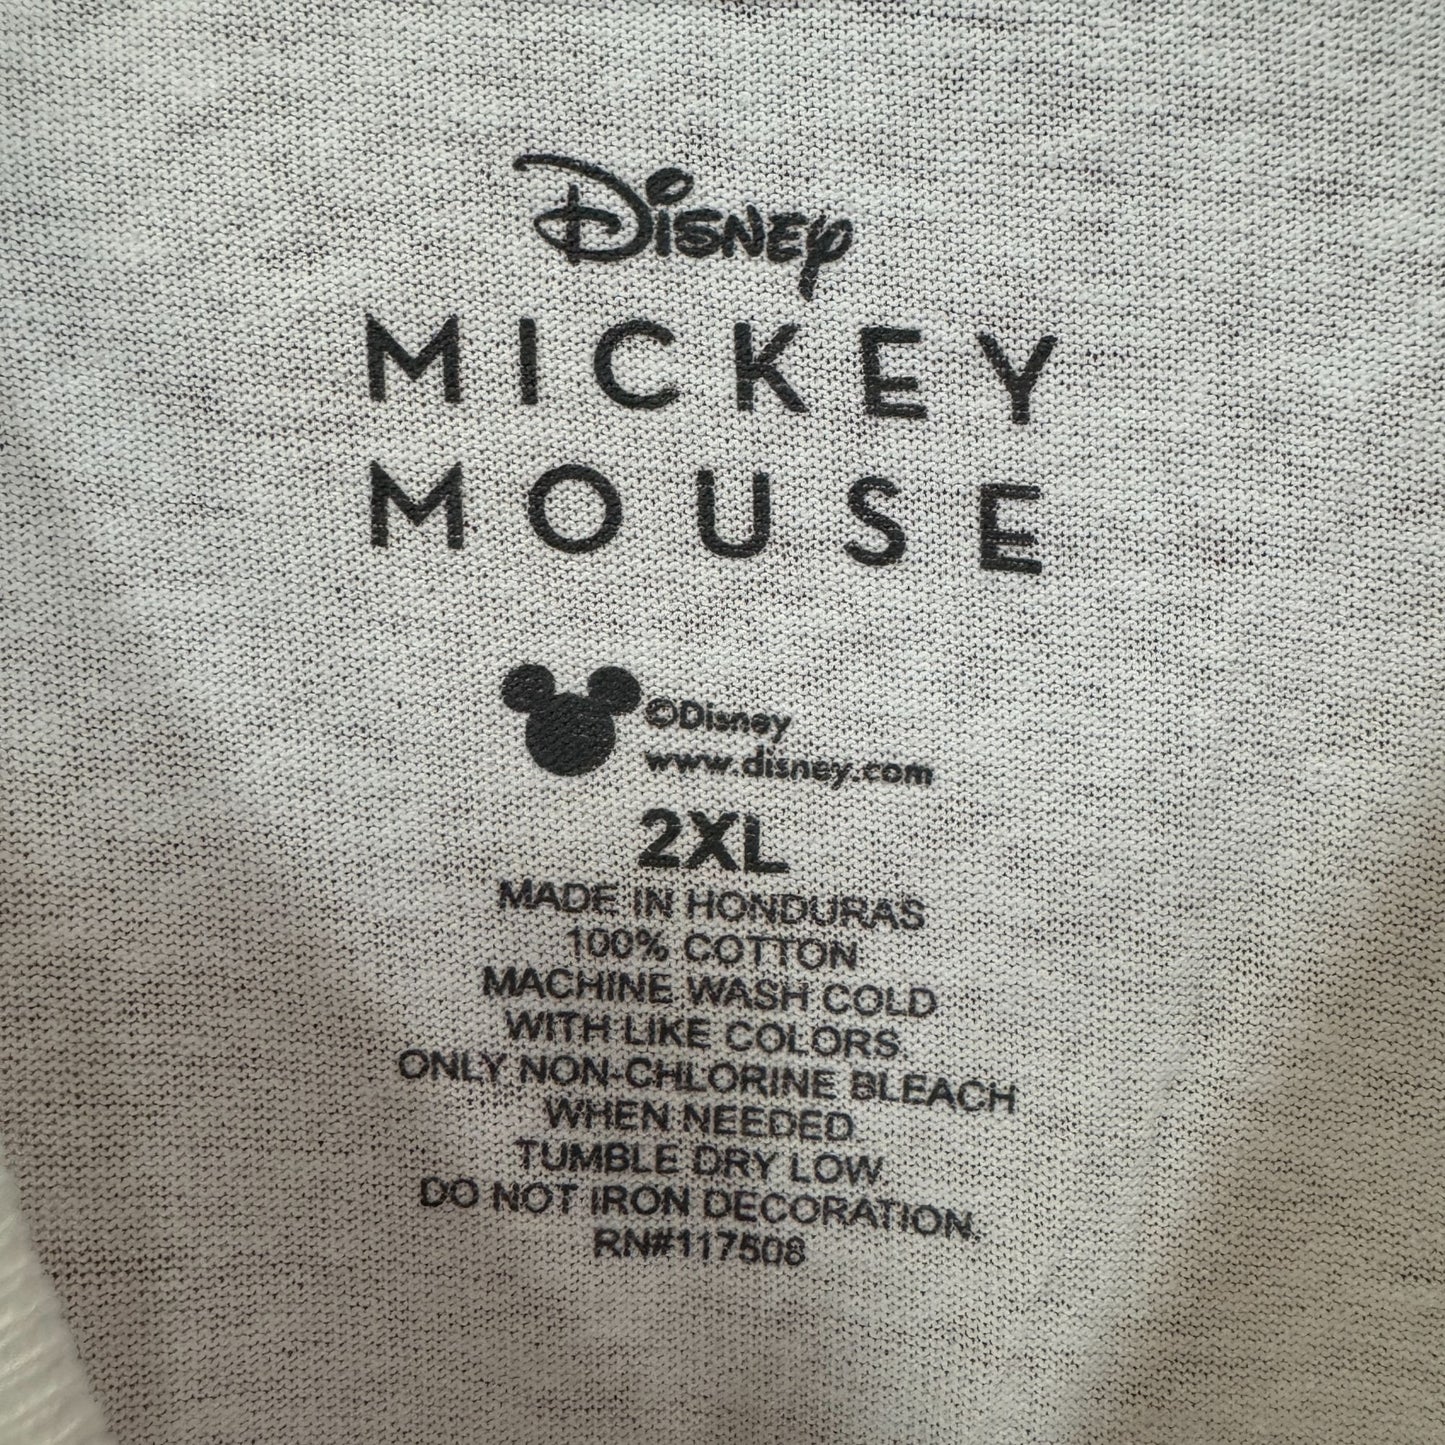 Disney
MICKEY
MOUSE
©Disney
www.disney.com
2XL
MADE IN HONDURAS
100% COTTON
MACHINE WASH COLD
WITH LIKE COLORS.
ONLY NON-CHLORINE BLEACH
WHEN NEEDED.
TUMBLE DRY LOW.
DO NOT IRON DECORATION.
RN#117508